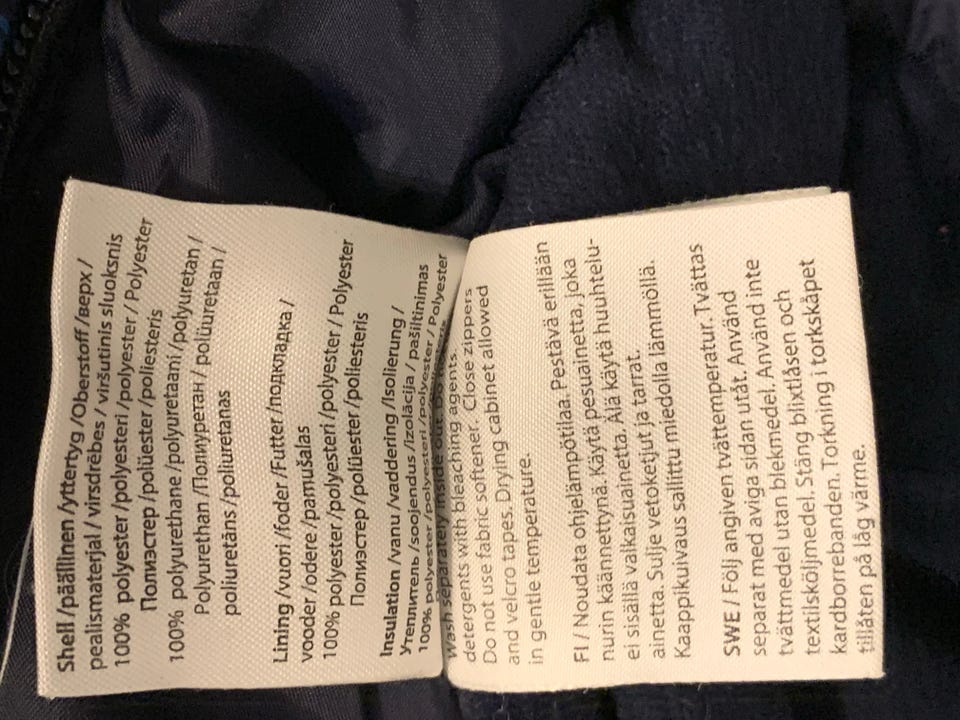 Shell /päällinen /yttertyg /Oberstoff /верх /
pealismaterjal / virsdrēbes / viršutinis sluoksnis
100% polyester /polyesteri /polyester / Polyester
Полиэстер /polüester /poliesteris
100% polyurethane /polyuretaani /polyuretan /
Polyurethan /Полиуретан / polüuretaan /
poliuretāns /poliuretanas
Lining /vuori /foder /Futter /подкладка /
vooder /odere /pamušalas
100% polyester /polyesteri /polyester / Polyester
Полиэстер /polüester /poliesteris
Insulation /vanu /vaddering /Isolierung /
Утеплитель /soojendus /izolācija / pašiltinimas
100% polyester /polyesteri /polyester / Polyester
Wash separately inside out. Do not use
detergents with bleaching agents.
Do not use fabric softener. Close zippers
and velcro tapes. Drying cabinet allowed
in gentle temperature.
FI / Noudata ohjelämpötilaa. Pestävä erillään
nurin käännettynä. Käytä pesuainetta, joka
ei sisällä valkaisuainetta. Älä käytä huuhtelu-
ainetta. Sulje vetoketjut ja tarrat.
Kaappikuivaus sallittu miedolla lämmöllä.
SWE / Följ angiven tvättemperatur. Tvättas
separat med aviga sidan utåt. Använd
tvättmedel utan blekmedel. Använd inte
textilsköljmedel. Stäng blixtlåsen och
kardborrebanden. Torkning i torkskåpet
tillåten på låg värme.